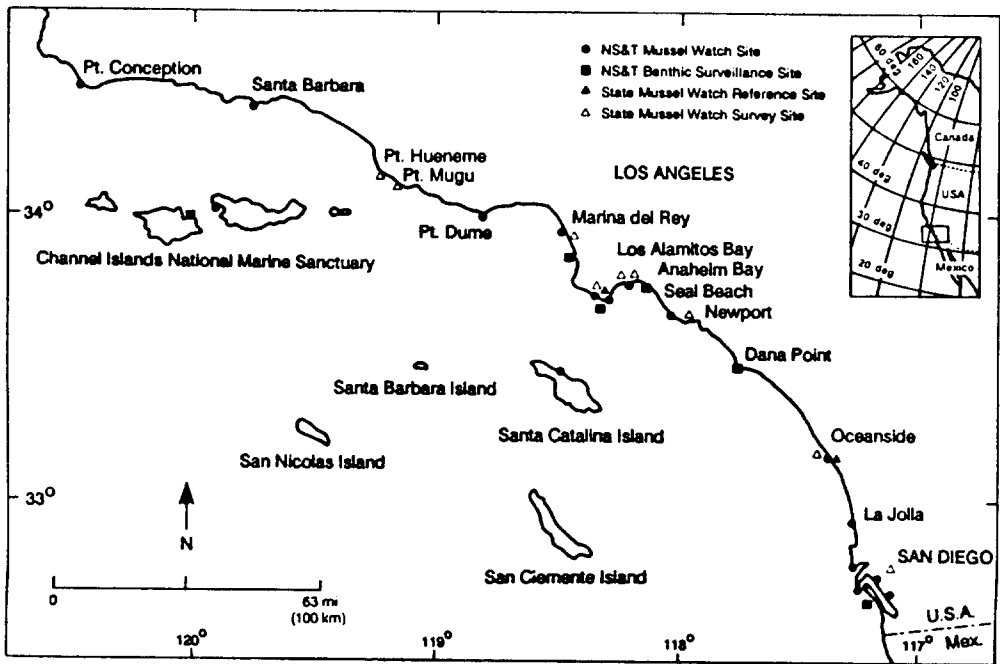 Pt. Conception
Santa Barbara
● NS&T Mussel Watch Site
■ NS&T Benthic Surveillance Site
▲ State Mussel Watch Reference Site
△ State Mussel Watch Survey Site
60 deg
160
140
120
100
Canada
40 deg
USA
30 deg
20 deg
Mexico
Pt. Hueneme
Pt. Mugu
LOS ANGELES
34°
Pt. Dume
Marina del Rey
Channel Islands National Marine Sanctuary
Los Alamitos Bay
Anaheim Bay
Seal Beach
Newport
Dana Point
Santa Barbara Island
Santa Catalina Island
San Nicolas Island
Oceanside
33°
N
La Jolla
San Clemente Island
SAN DIEGO
0
63 mi
(100 km)
U.S.A.
Mex.
120°
119°
118°
117°